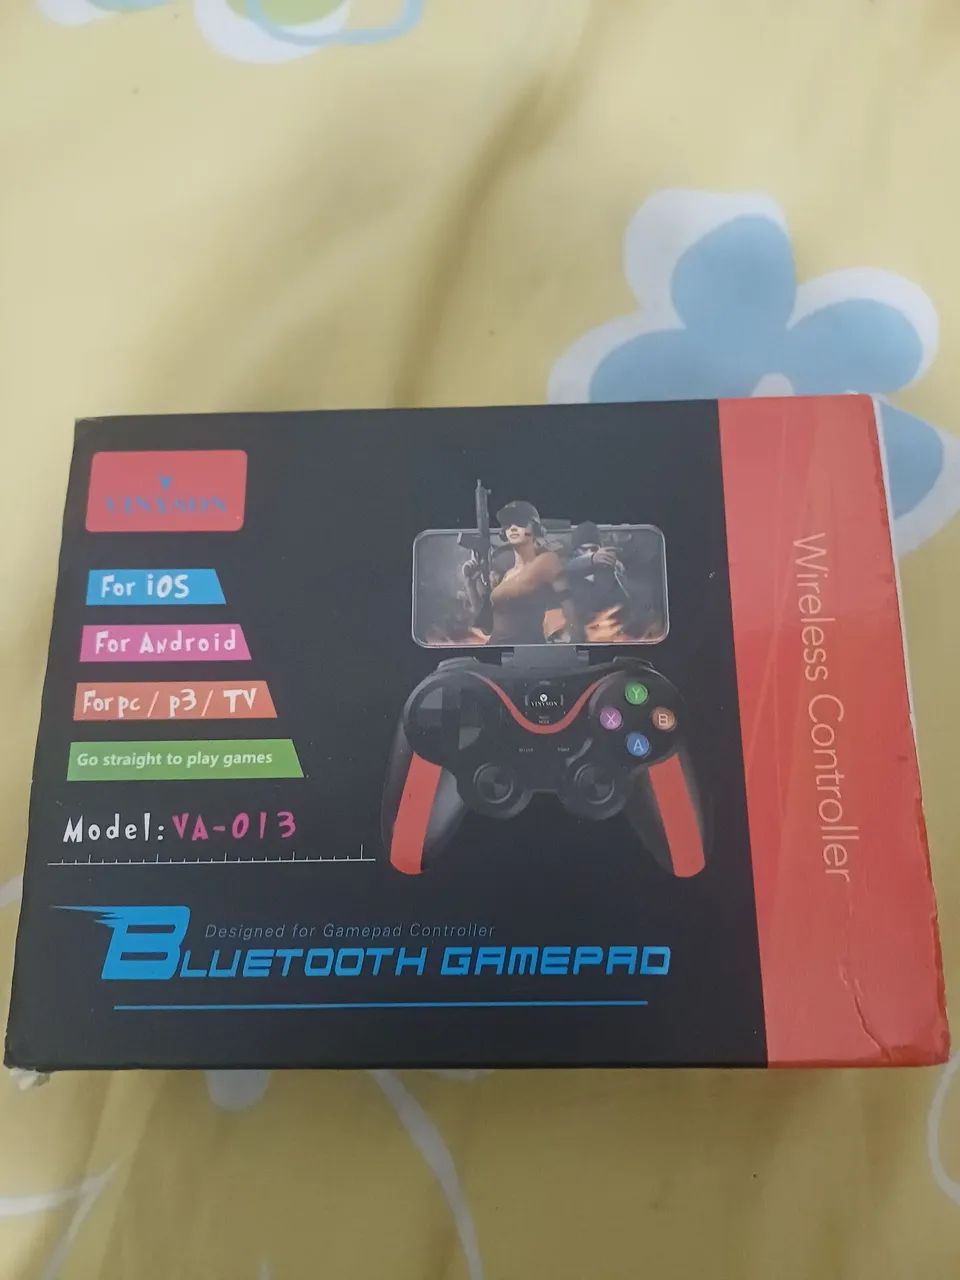 VINYSON
For iOS
For Android
For pc / p3 / TV
Go straight to play games
Model: VA-013
Designed for Gamepad Controller
BLUETOOTH GAMEPAD
Wireless Controller
VINYSON
Y
X
B
A